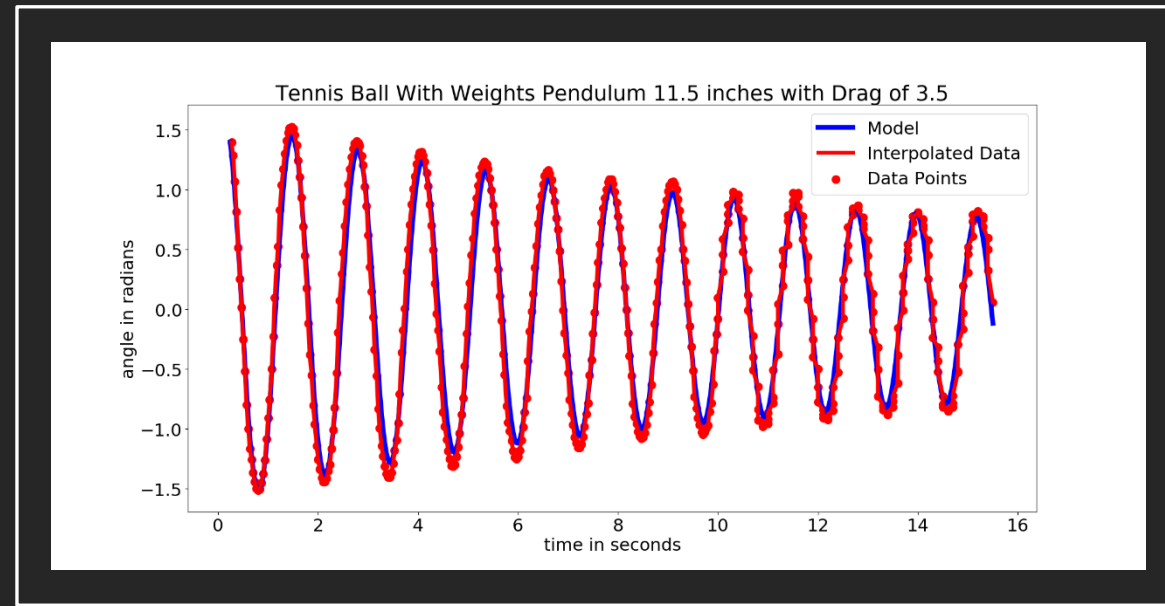 Tennis Ball With Weights Pendulum 11.5 inches with Drag of 3.5
Model
Interpolated Data
Data Points
angle in radians
1.5
1.0
0.5
0.0
−0.5
−1.0
−1.5
0 2 4 6 8 10 12 14 16
time in seconds